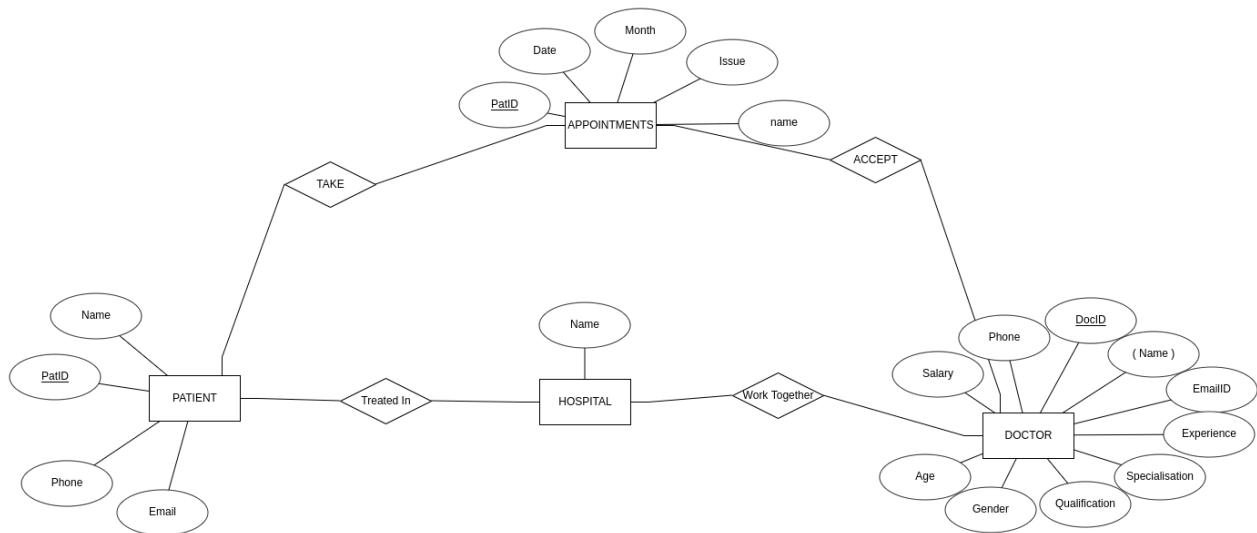 Month
Date
Issue
PatID
name
APPOINTMENTS
ACCEPT
TAKE
Name
PatID
PATIENT
Phone
Email
Treated In
Name
HOSPITAL
Work Together
DocID
Phone
( Name )
Salary
EmailID
DOCTOR
Experience
Age
Specialisation
Gender
Qualification